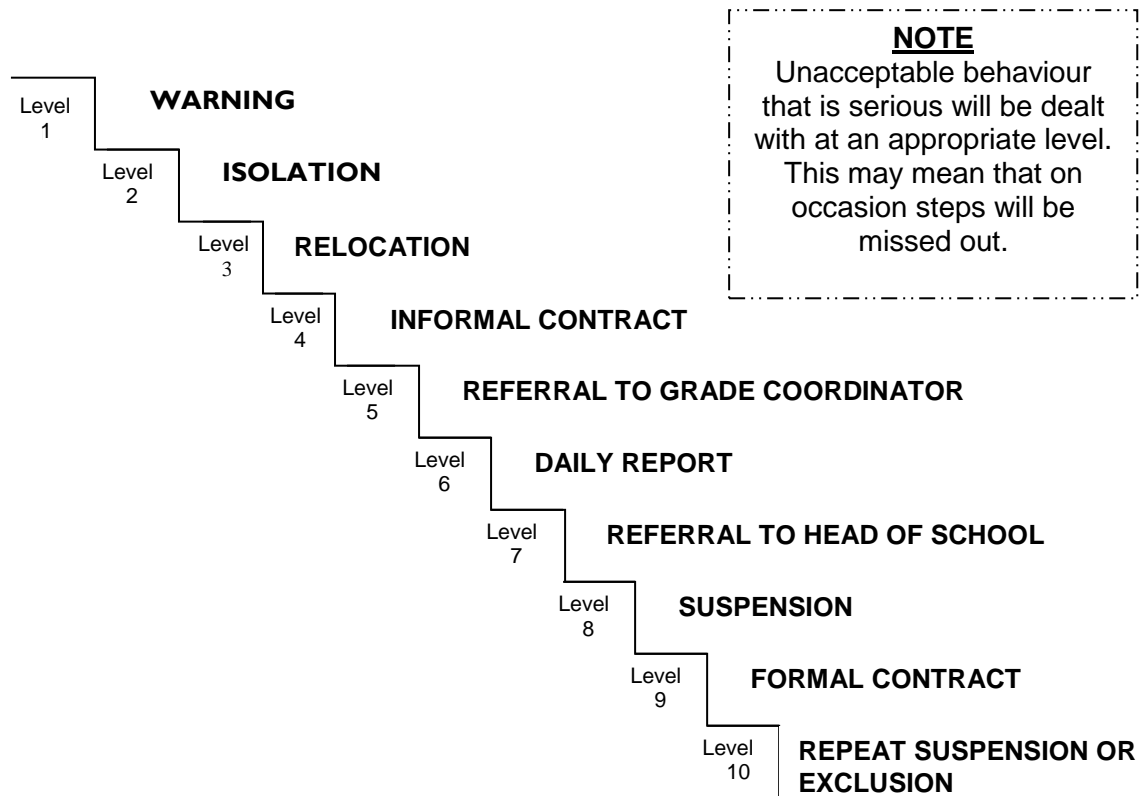 NOTE
Unacceptable behaviour
that is serious will be dealt
with at an appropriate level.
This may mean that on
occasion steps will be
missed out.
Level
1
WARNING
Level
2
ISOLATION
Level
3
RELOCATION
Level
4
INFORMAL CONTRACT
Level
5
REFERRAL TO GRADE COORDINATOR
Level
6
DAILY REPORT
Level
7
REFERRAL TO HEAD OF SCHOOL
Level
8
SUSPENSION
Level
9
FORMAL CONTRACT
Level
10
REPEAT SUSPENSION OR
EXCLUSION